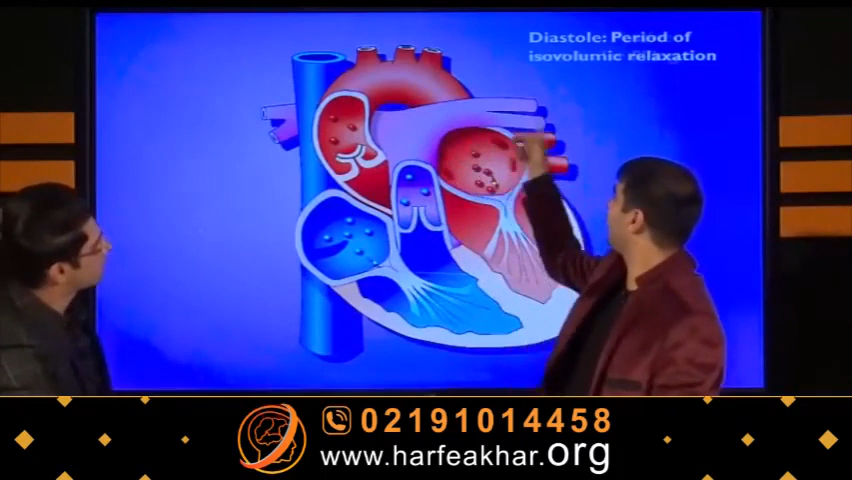 Diastole: Period of
isovolumic relaxation
02191014458
www.harfeakhar.org